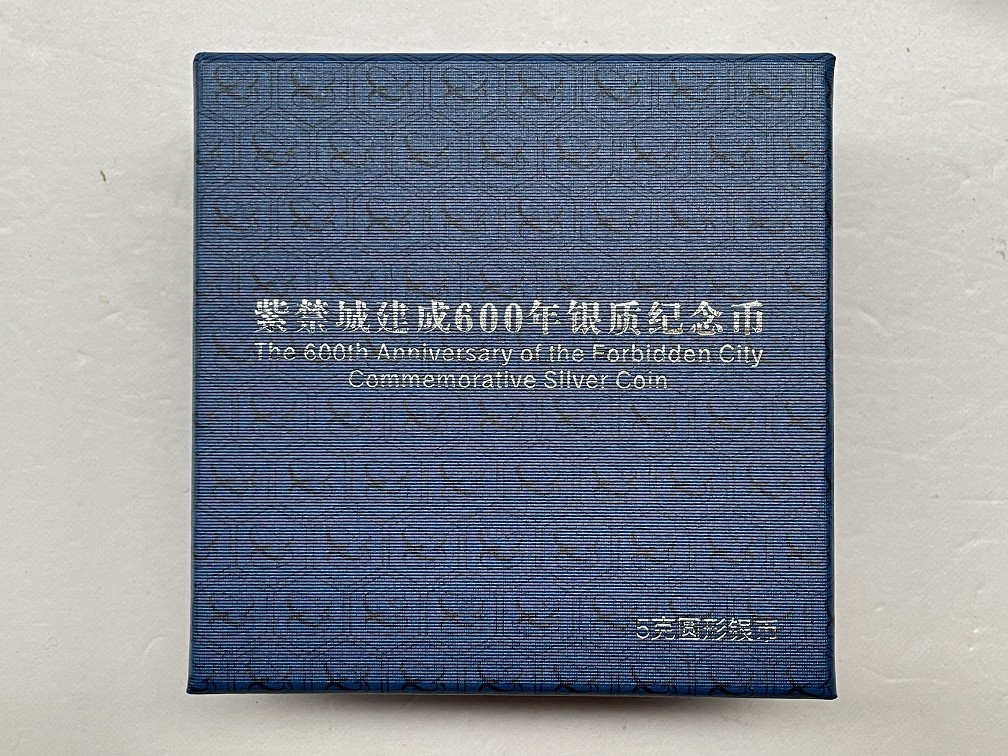 紫禁城建成600年银质纪念币
The 600th Anniversary of the Forbidden City
Commemorative Silver Coin
5克圆形银币